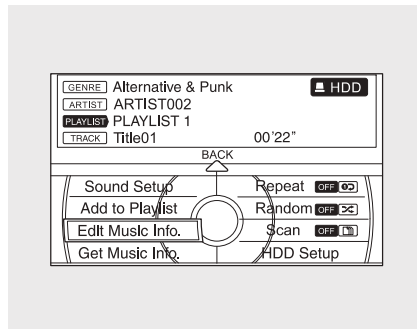 GENRE Alternative & Punk HDD
ARTIST ARTIST002
PLAYLIST PLAYLIST 1
TRACK Title01 00'22"
BACK
Sound Setup Repeat OFF
Add to Playlist Random OFF
Edit Music Info. Scan OFF
Get Music Info. HDD Setup